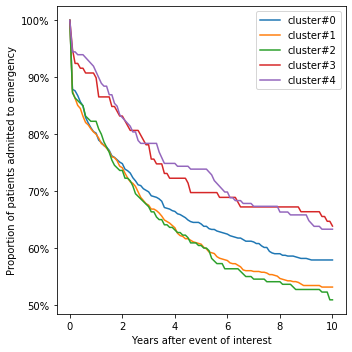 cluster#0
cluster#1
cluster#2
cluster#3
cluster#4
100%
90%
80%
70%
60%
50%
Proportion of patients admitted to emergency
0 2 4 6 8 10
Years after event of interest